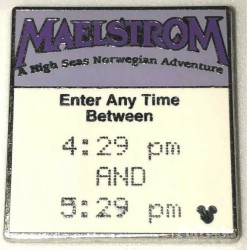 MAELSTROM
A High Seas Norwegian Adventure
Enter Any Time
Between
4:29 pm
AND
5:29 pm